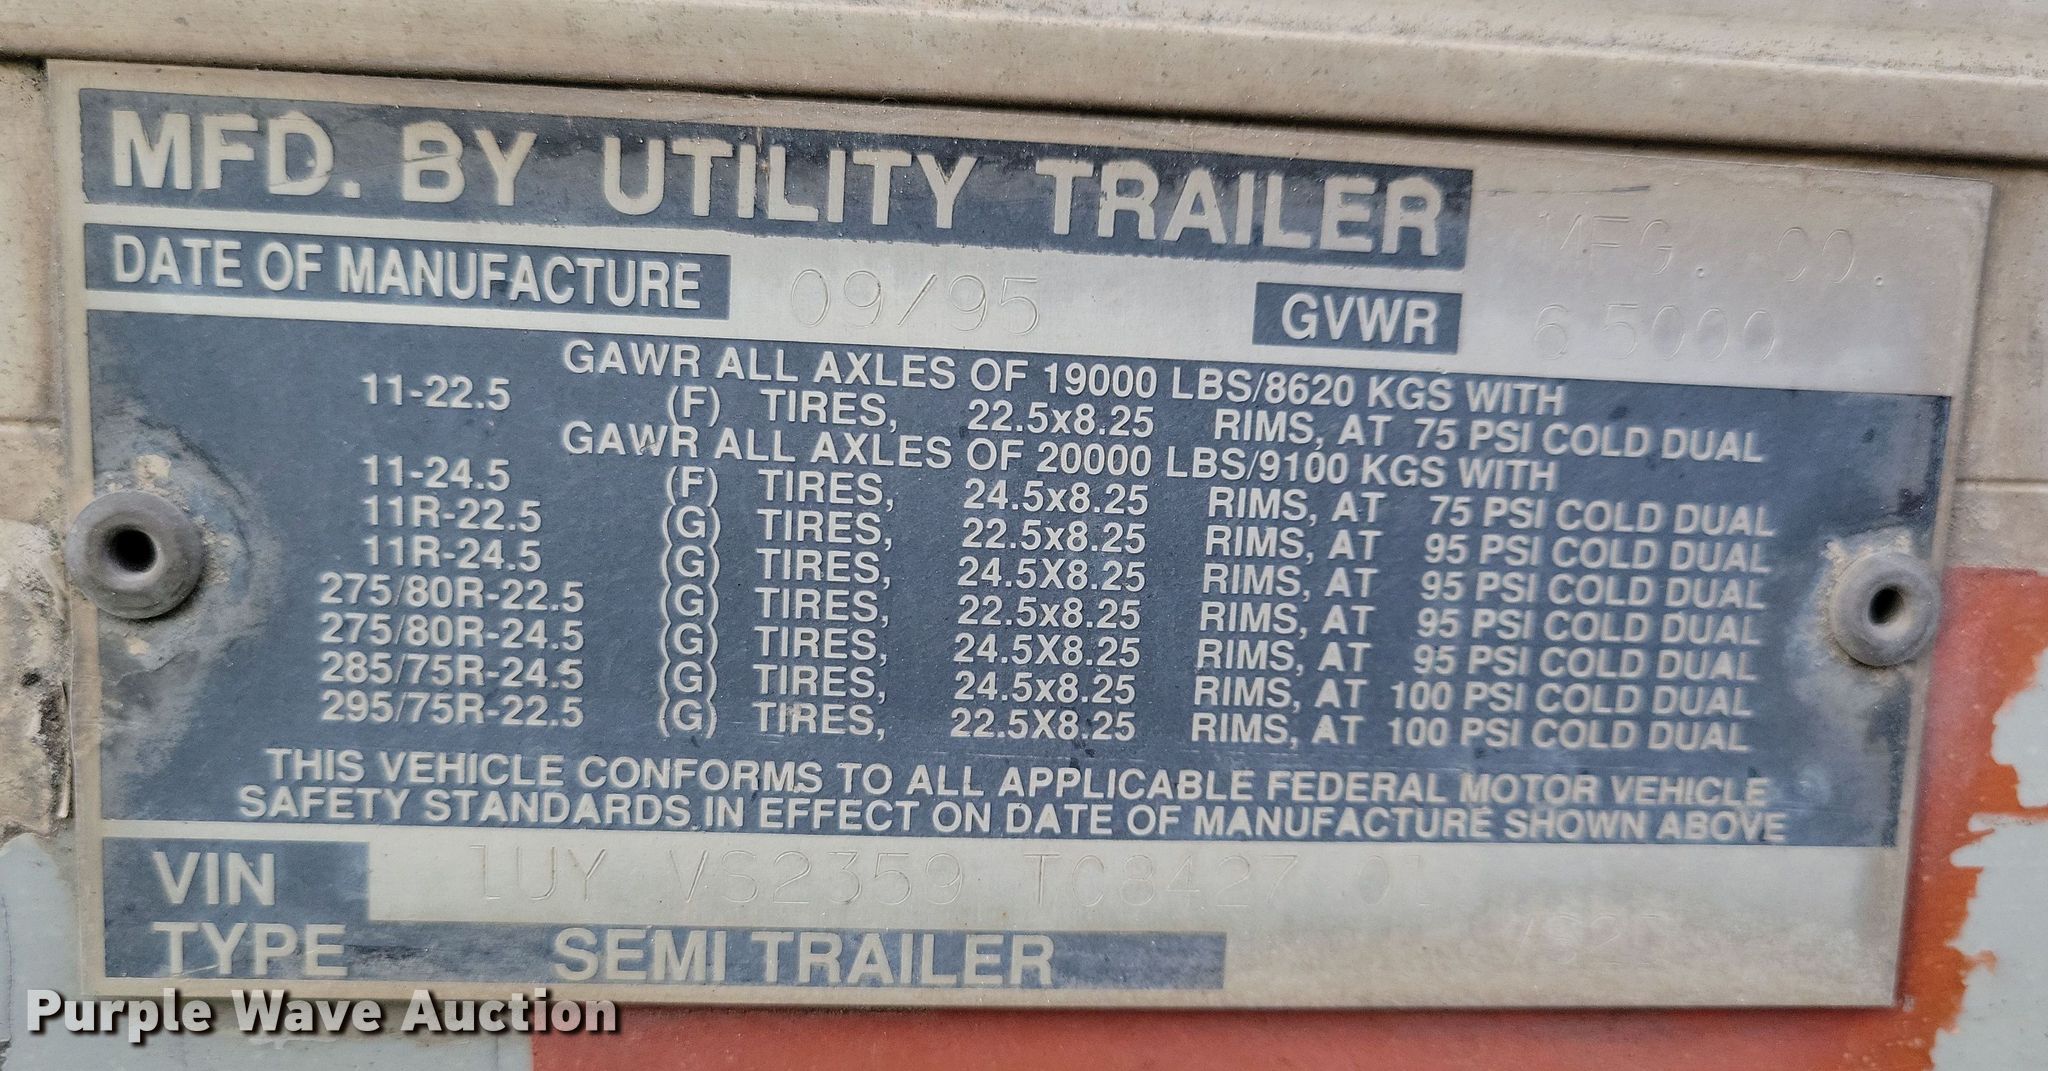 MFD. BY UTILITY TRAILER MFG. CO.
DATE OF MANUFACTURE 09/95 GVWR 65000
GAWR ALL AXLES OF 19000 LBS/8620 KGS WITH
11-22.5 (F) TIRES, 22.5x8.25 RIMS, AT 75 PSI COLD DUAL
GAWR ALL AXLES OF 20000 LBS/9100 KGS WITH
11-24.5 (F) TIRES, 24.5x8.25 RIMS, AT 75 PSI COLD DUAL
11R-22.5 (G) TIRES, 22.5x8.25 RIMS, AT 95 PSI COLD DUAL
11R-24.5 (G) TIRES, 24.5X8.25 RIMS, AT 95 PSI COLD DUAL
275/80R-22.5 (G) TIRES, 22.5x8.25 RIMS, AT 95 PSI COLD DUAL
275/80R-24.5 (G) TIRES, 24.5X8.25 RIMS, AT 95 PSI COLD DUAL
285/75R-24.5 (G) TIRES, 24.5x8.25 RIMS, AT 100 PSI COLD DUAL
295/75R-22.5 (G) TIRES, 22.5X8.25 RIMS, AT 100 PSI COLD DUAL
THIS VEHICLE CONFORMS TO ALL APPLICABLE FEDERAL MOTOR VEHICLE
SAFETY STANDARDS IN EFFECT ON DATE OF MANUFACTURE SHOWN ABOVE
VIN 1UY VS2359 TC8427 01
TYPE SEMI TRAILER
Purple Wave Auction